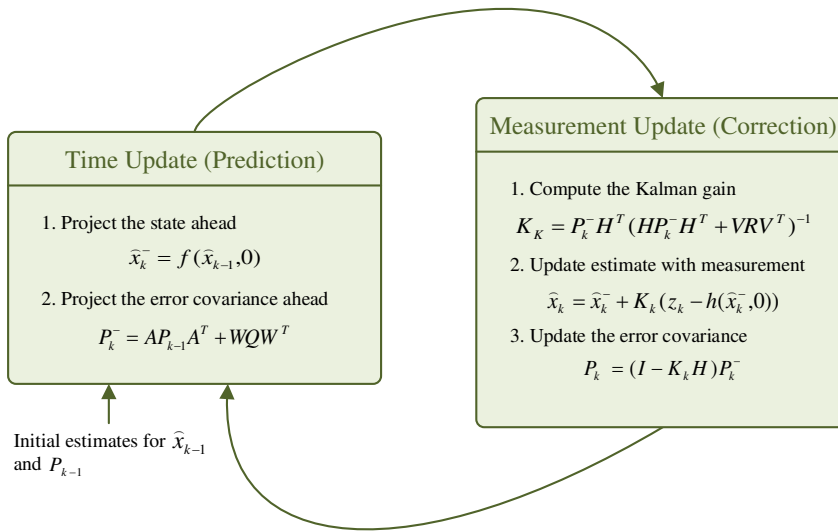 Time Update (Prediction)
1. Project the state ahead
x̂ₖ⁻ = f(x̂ₖ₋₁,0)
2. Project the error covariance ahead
Pₖ⁻ = APₖ₋₁Aᵀ + WQWᵀ
Initial estimates for x̂ₖ₋₁
and Pₖ₋₁
Measurement Update (Correction)
1. Compute the Kalman gain
K_K = Pₖ⁻Hᵀ(HPₖ⁻Hᵀ + VRVᵀ)⁻¹
2. Update estimate with measurement
x̂ₖ = x̂ₖ⁻ + Kₖ(zₖ − h(x̂ₖ⁻,0))
3. Update the error covariance
Pₖ = (I − KₖH)Pₖ⁻